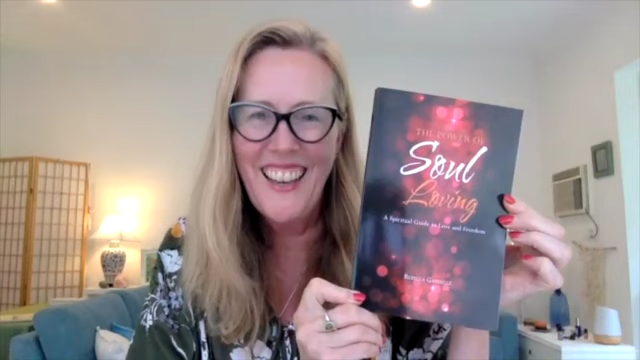 THE POWER OF
Soul
Loving
A Spiritual Guide to Love and Freedom